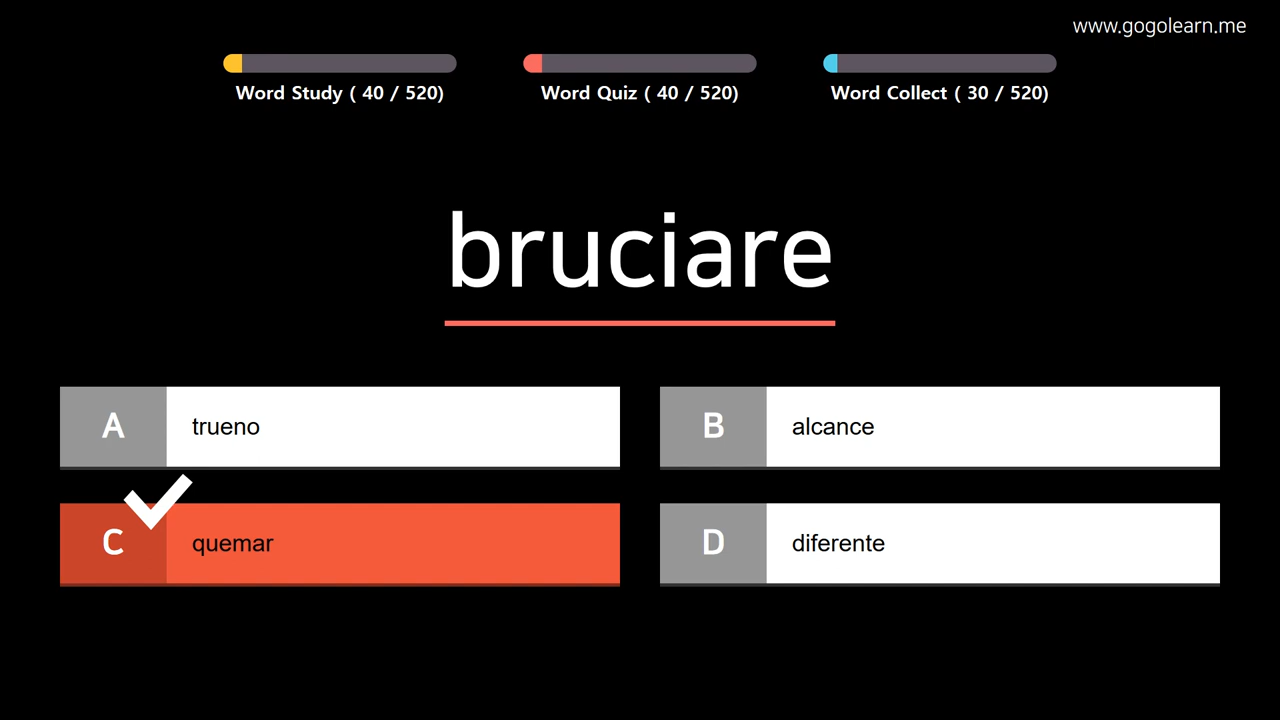 www.gogolearn.me
Word Study ( 40 / 520)
Word Quiz ( 40 / 520)
Word Collect ( 30 / 520)
bruciare
A trueno
B alcance
C quemar
D diferente